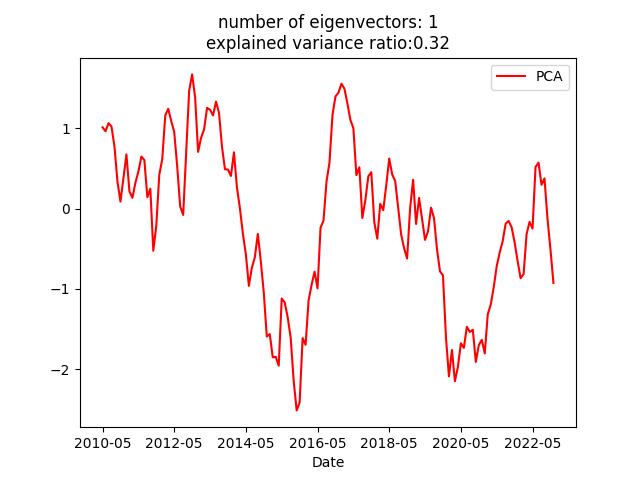 number of eigenvectors: 1
explained variance ratio:0.32
PCA
1
0
−1
−2
2010-05 2012-05 2014-05 2016-05 2018-05 2020-05 2022-05
Date